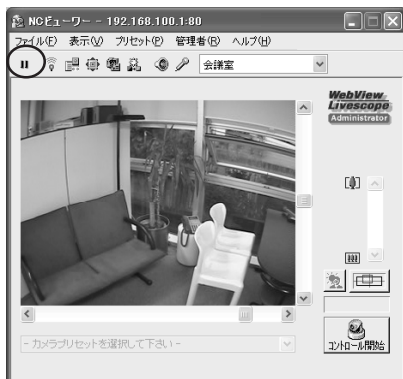 NCビューワー - 192.168.100.1:80
ファイル(F) 表示(V) プリセット(P) 管理者(R) ヘルプ(H)
会議室
WebView
Livescope
Administrator
- カメラプリセットを選択して下さい -
コントロール開始